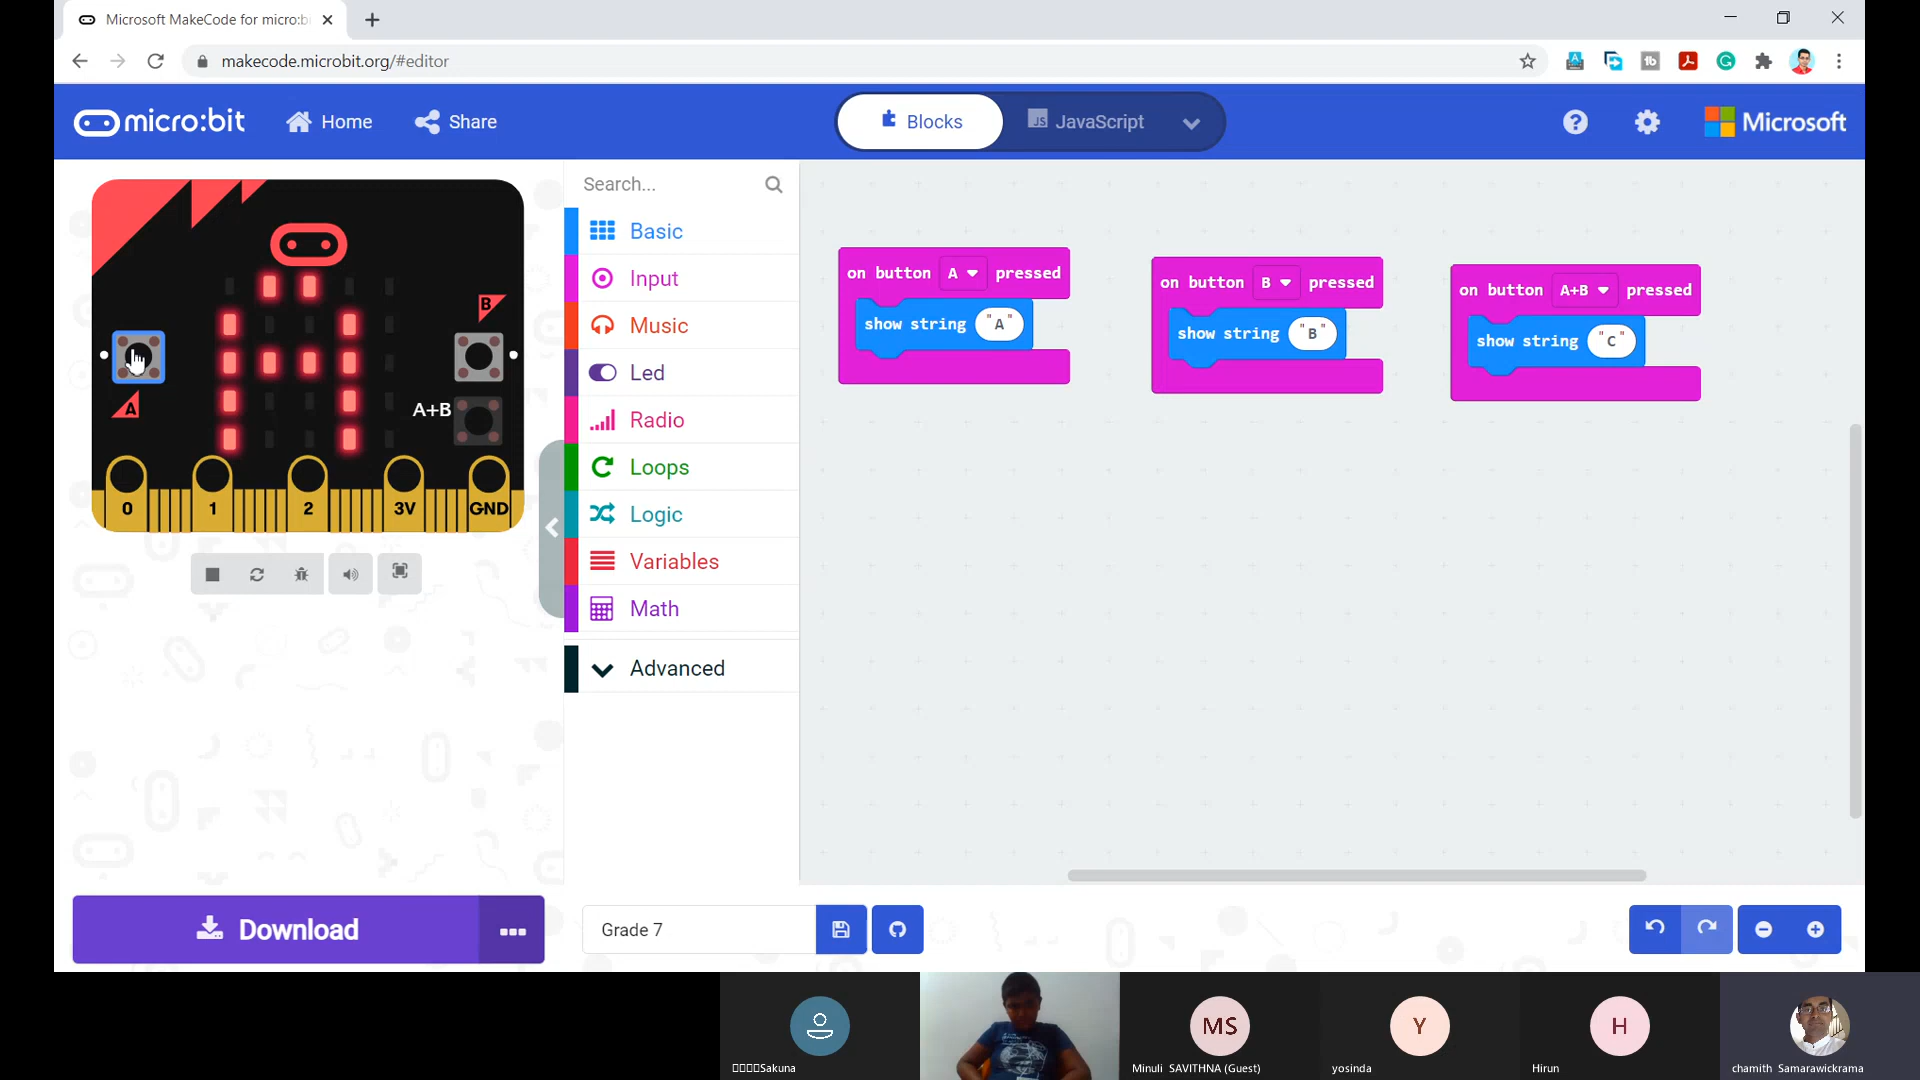 Microsoft MakeCode for micro:b
makecode.microbit.org/#editor
micro:bit
Home
Share
Blocks
JS
JavaScript
Microsoft
Search...
Basic
Input
Music
Led
Radio
Loops
Logic
Variables
Math
Advanced
B
A
A+B
0 1 2 3V GND
on button A pressed
show string "A"
on button B pressed
show string "B"
on button A+B pressed
show string "C"
Download
Grade 7
Sakuna
MS
Minuli SAVITHNA (Guest)
Y
yosinda
H
Hirun
chamith Samarawickrama